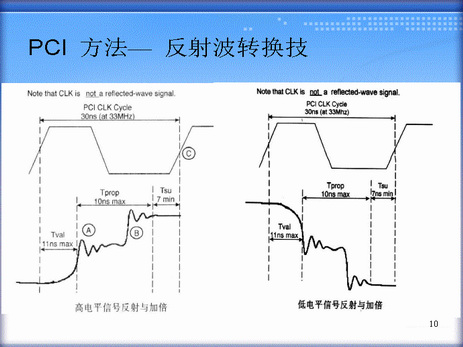 PCI 方法— 反射波转换技
Note that CLK is not a reflected-wave signal.
PCI CLK Cycle
30ns (at 33MHz)
C
Tprop
10ns max
Tsu
7 min
A
B
Tval
11ns max
高电平信号反射与加倍
Note that CLK is not a reflected-wave signal.
PCI CLK Cycle
30ns (at 33MHz)
Tprop
10ns max
Tsu
7ns min
Tval
11ns max
低电平信号反射与加倍
10